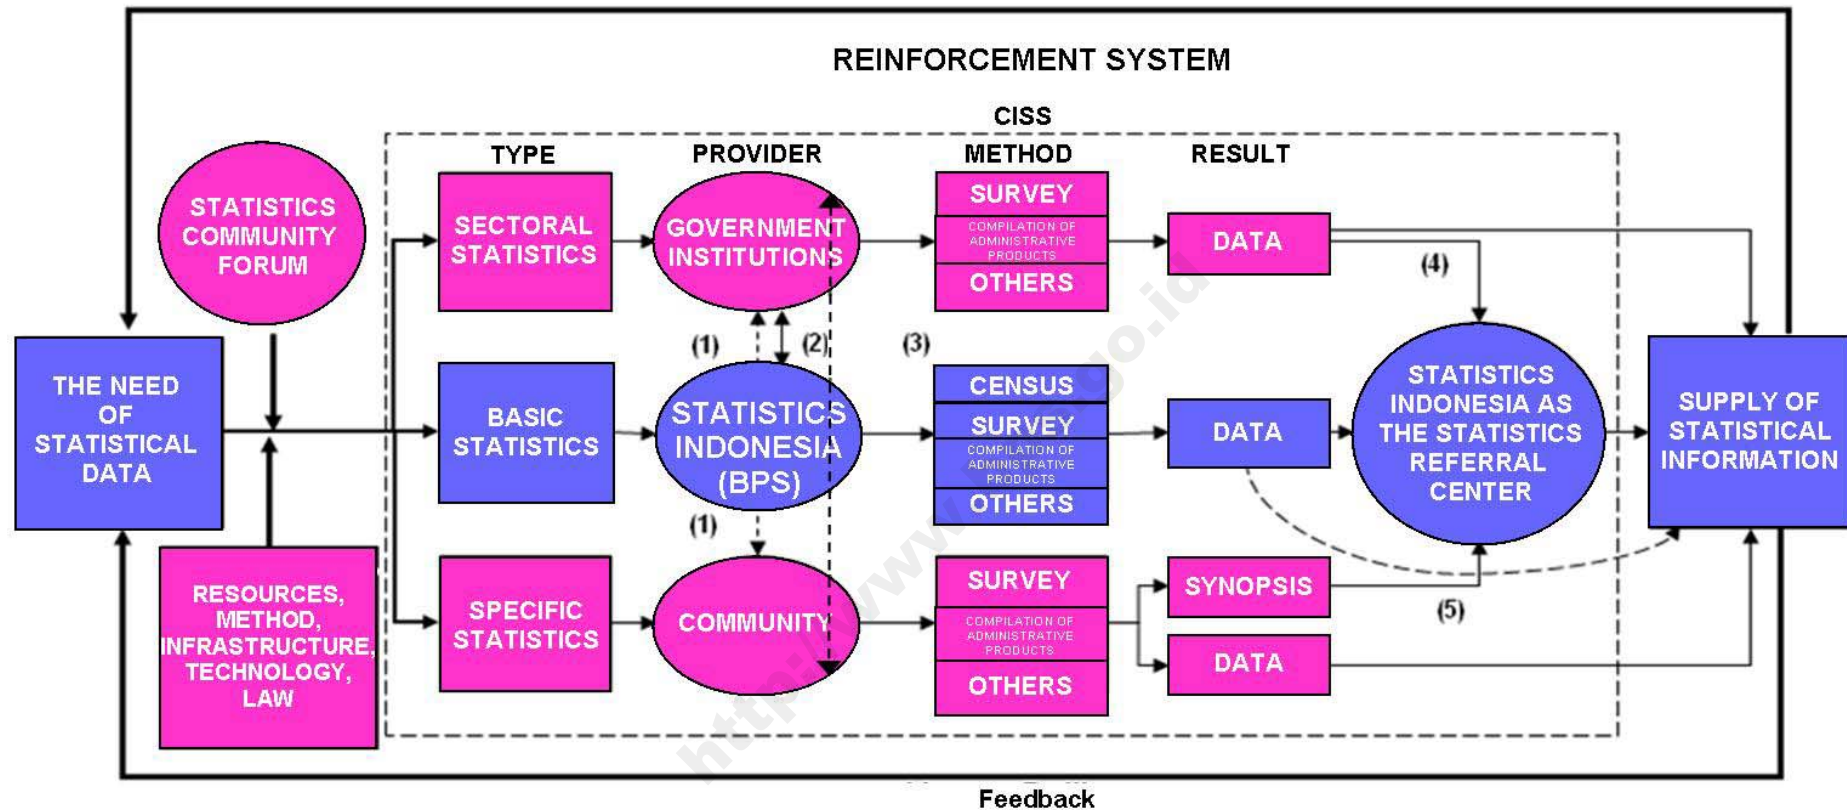 REINFORCEMENT SYSTEM
CISS
TYPE
PROVIDER
METHOD
RESULT
STATISTICS
COMMUNITY
FORUM
THE NEED
OF
STATISTICAL
DATA
RESOURCES,
METHOD,
INFRASTRUCTURE,
TECHNOLOGY,
LAW
SECTORAL
STATISTICS
GOVERNMENT
INSTITUTIONS
SURVEY
COMPILATION OF
ADMINISTRATIVE
PRODUCTS
OTHERS
DATA
(4)
(1)
(2)
(3)
BASIC
STATISTICS
STATISTICS
INDONESIA
(BPS)
CENSUS
SURVEY
COMPILATION OF
ADMINISTRATIVE
PRODUCTS
OTHERS
DATA
STATISTICS
INDONESIA AS
THE STATISTICS
REFERRAL
CENTER
SUPPLY OF
STATISTICAL
INFORMATION
(1)
SPECIFIC
STATISTICS
COMMUNITY
SURVEY
COMPILATION OF
ADMINISTRATIVE
PRODUCTS
OTHERS
SYNOPSIS
(5)
DATA
Feedback